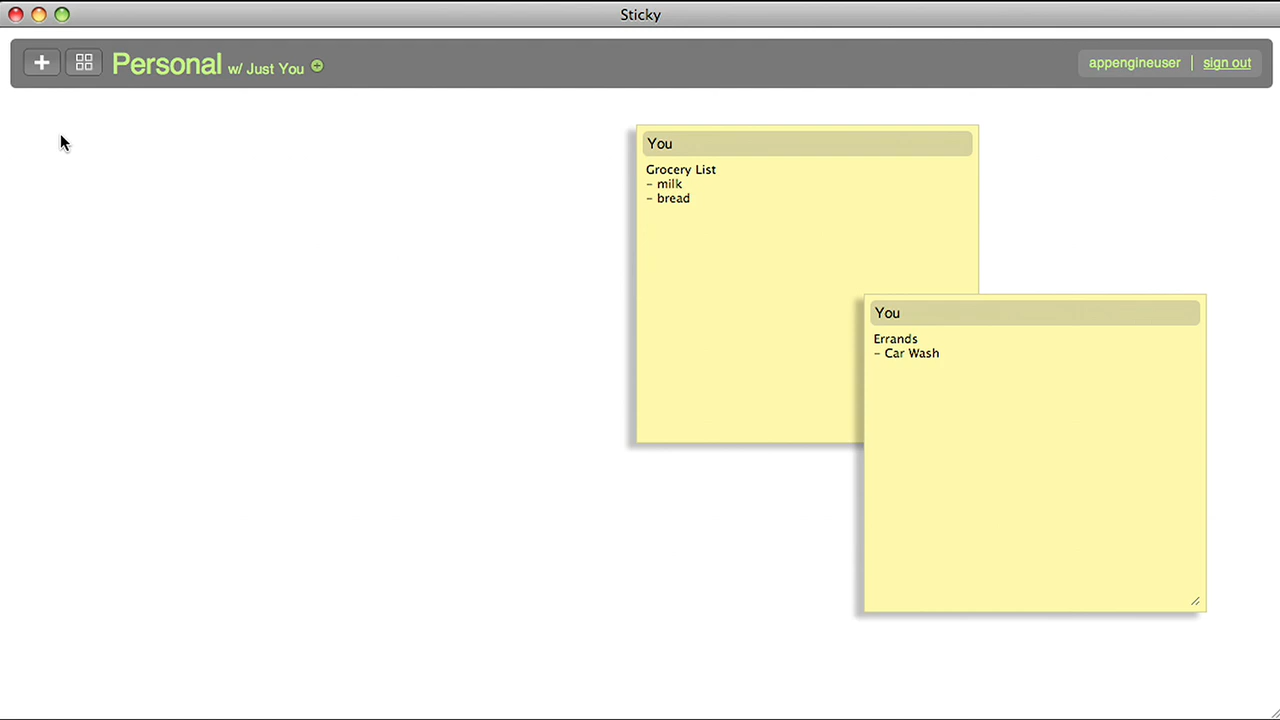 Sticky
Personal w/ Just You
appengineuser | sign out
You
Grocery List
- milk
- bread
You
Errands
- Car Wash